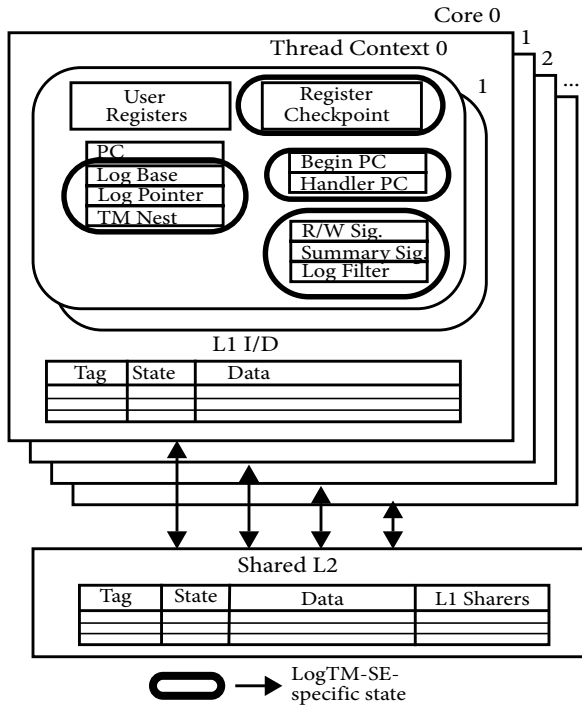 Core 0
1
Thread Context 0
2
...
User
Registers
Register
Checkpoint
1
PC
Log Base
Log Pointer
TM Nest
Begin PC
Handler PC
R/W Sig.
Summary Sig.
Log Filter
L1 I/D
Tag State Data
Shared L2
Tag State Data L1 Sharers
LogTM-SE-
specific state